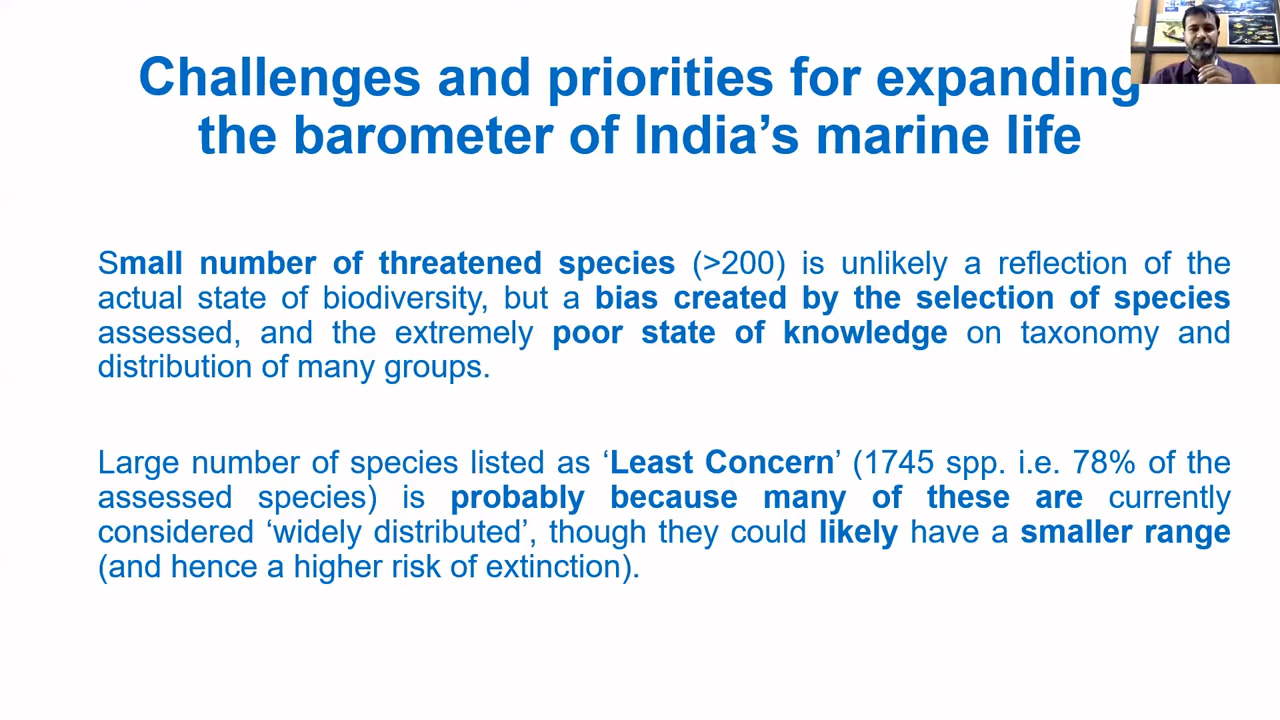 Challenges and priorities for expanding
the barometer of India’s marine life
Small number of threatened species (>200) is unlikely a reflection of the
actual state of biodiversity, but a bias created by the selection of species
assessed, and the extremely poor state of knowledge on taxonomy and
distribution of many groups.
Large number of species listed as ‘Least Concern’ (1745 spp. i.e. 78% of the
assessed species) is probably because many of these are currently
considered ‘widely distributed’, though they could likely have a smaller range
(and hence a higher risk of extinction).